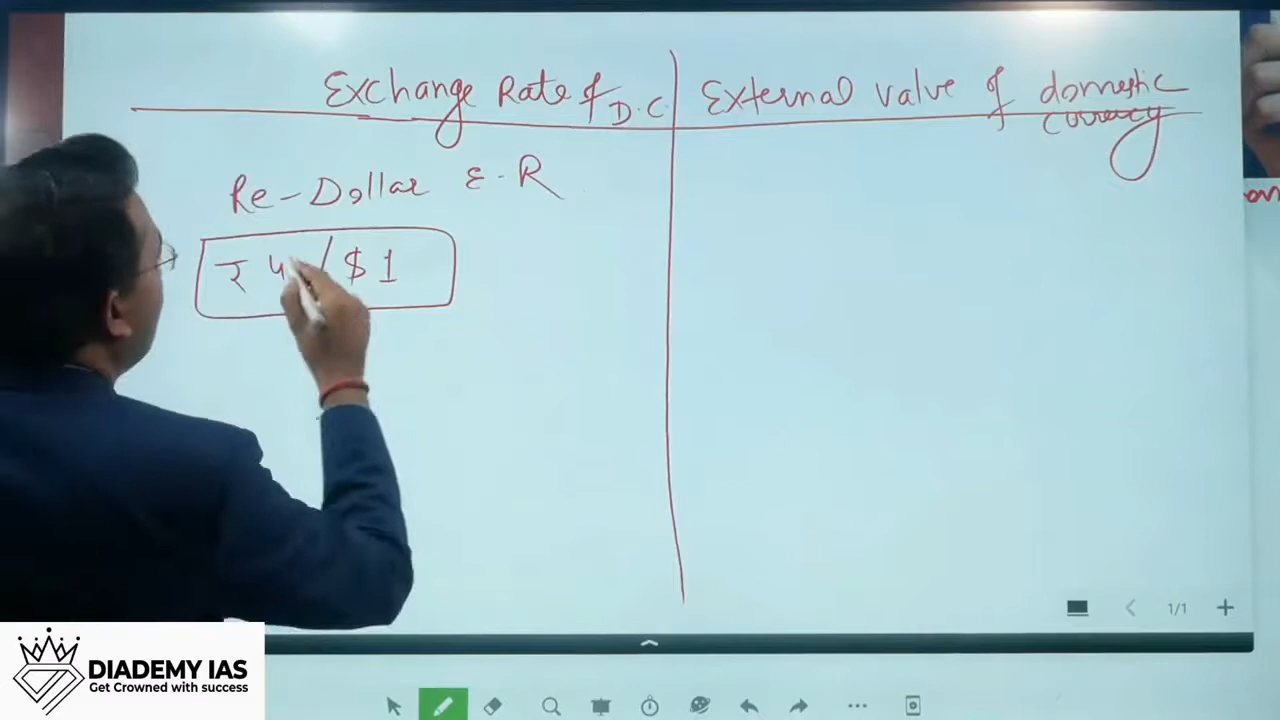 Exchange Rate of D.C.
External value of domestic currency
Re-Dollar E-R
₹ 4 / $ 1
1/1
DIADEMY IAS
Get Crowned with success